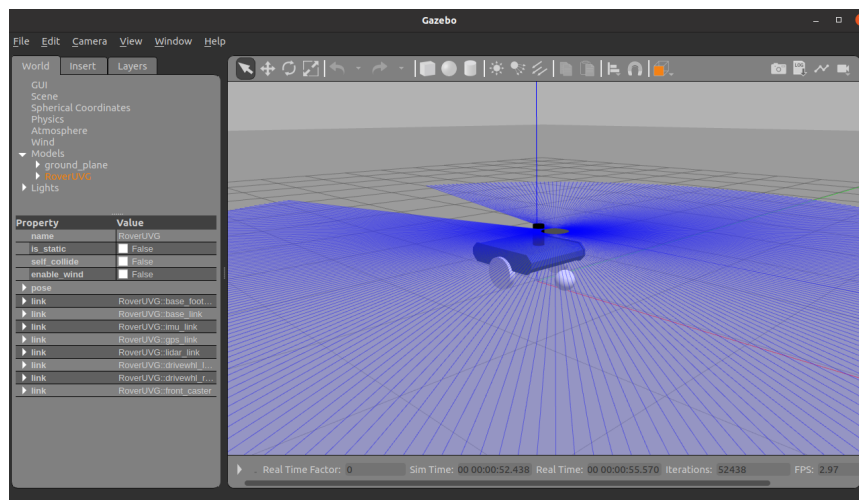 Gazebo
File Edit Camera View Window Help
World Insert Layers
GUI
Scene
Spherical Coordinates
Physics
Atmosphere
Wind
Models
ground_plane
RoverUVG
Lights
Property Value
name RoverUVG
is_static False
self_collide False
enable_wind False
pose
link RoverUVG::base_foot...
link RoverUVG::base_link
link RoverUVG::imu_link
link RoverUVG::gps_link
link RoverUVG::lidar_link
link RoverUVG::drivewhl_l...
link RoverUVG::drivewhl_r...
link RoverUVG::front_caster
LOG
Real Time Factor: 0 Sim Time: 00 00:00:52.438 Real Time: 00 00:00:55.570 Iterations: 52438 FPS: 2.97